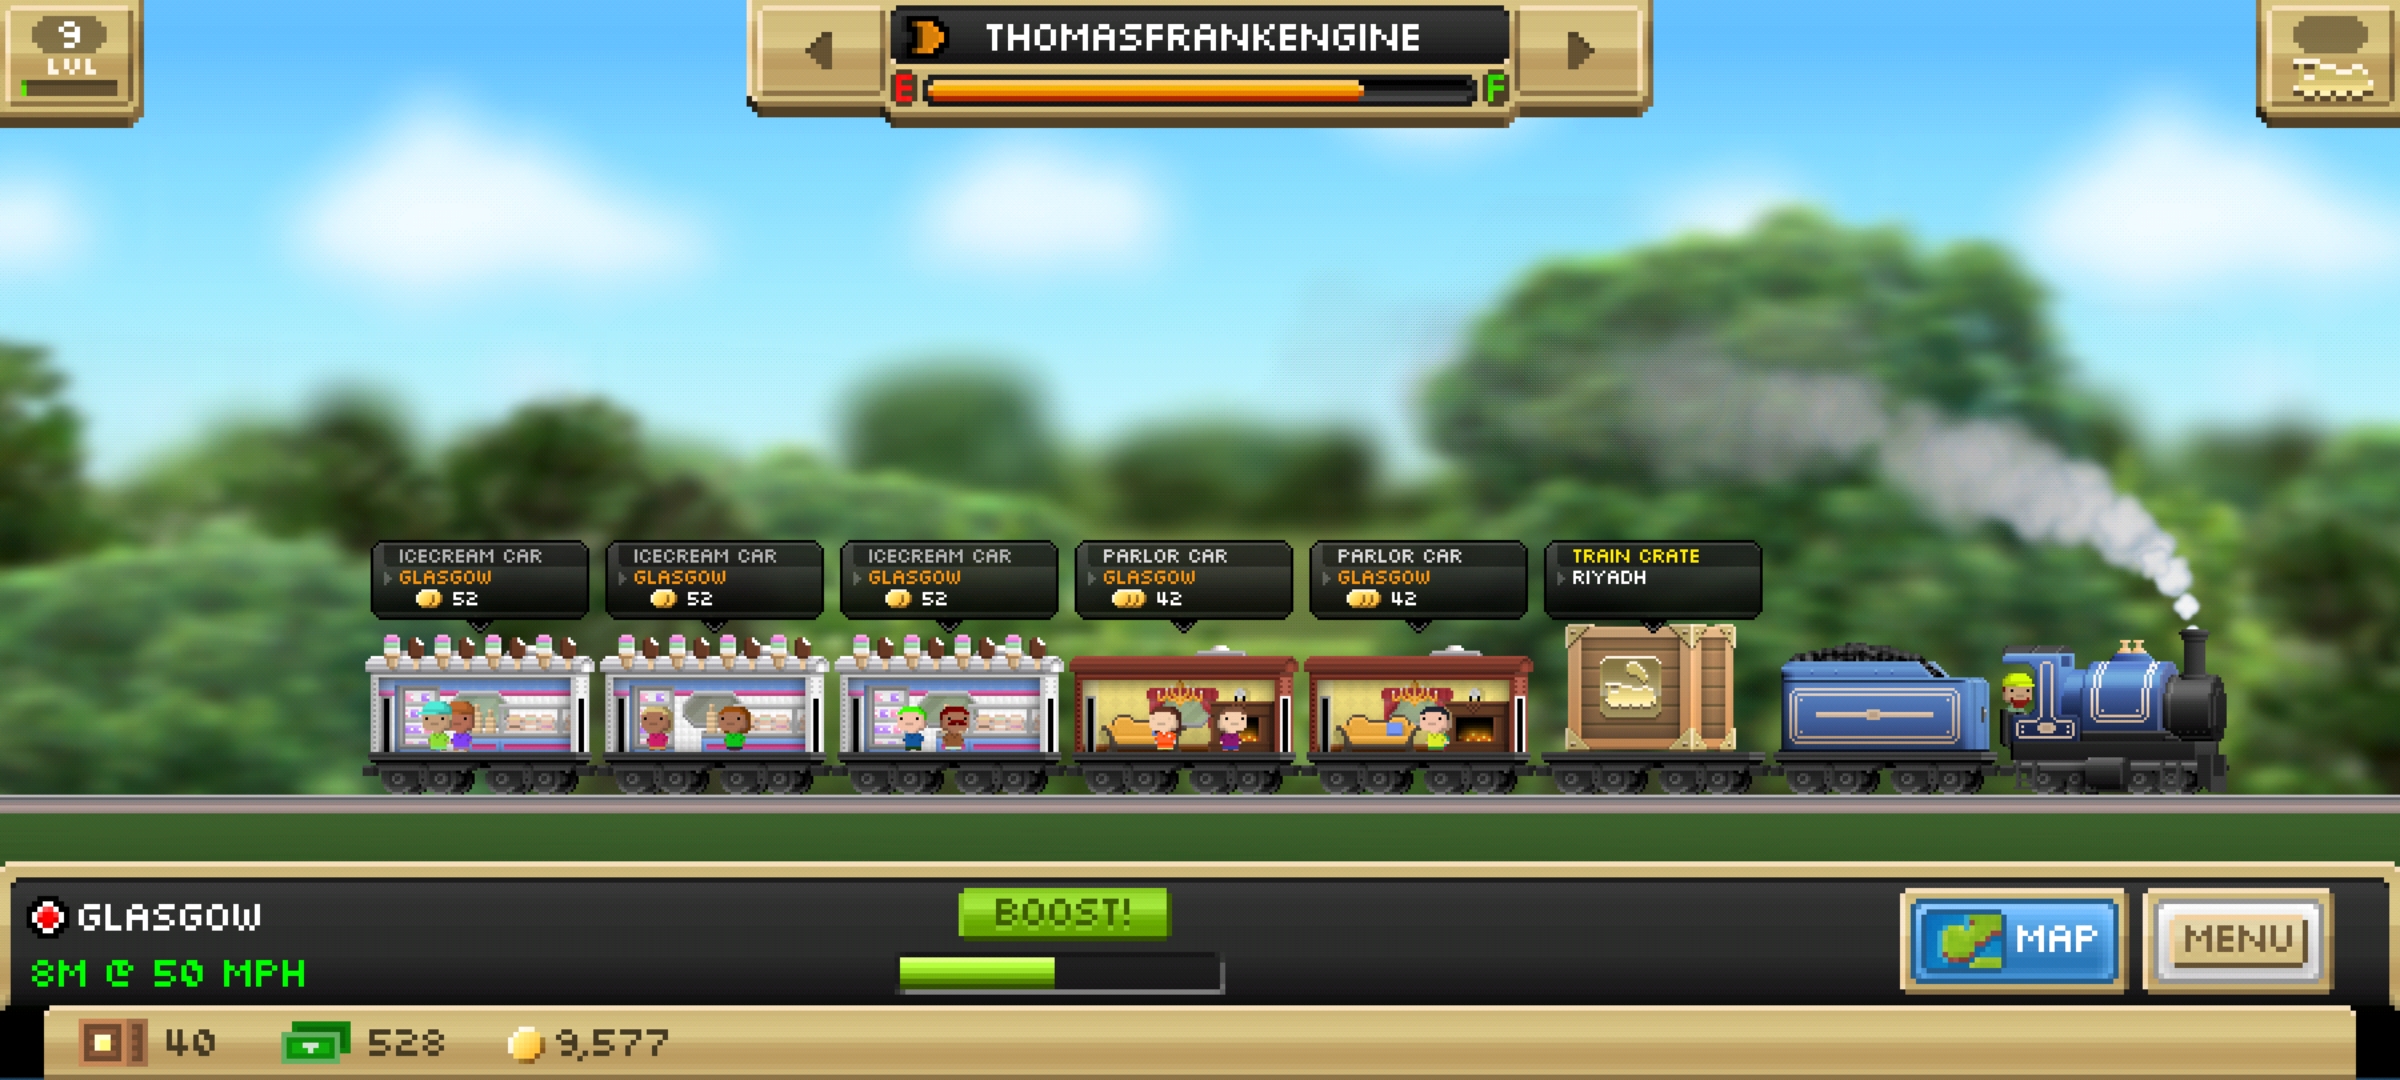 9
LVL
THOMASFRANKENGINE
E F
ICECREAM CAR
GLASGOW
52
ICECREAM CAR
GLASGOW
52
ICECREAM CAR
GLASGOW
52
PARLOR CAR
GLASGOW
42
PARLOR CAR
GLASGOW
42
TRAIN CRATE
RIYADH
GLASGOW
8M @ 50 MPH
BOOST!
MAP
MENU
40 528 9,577